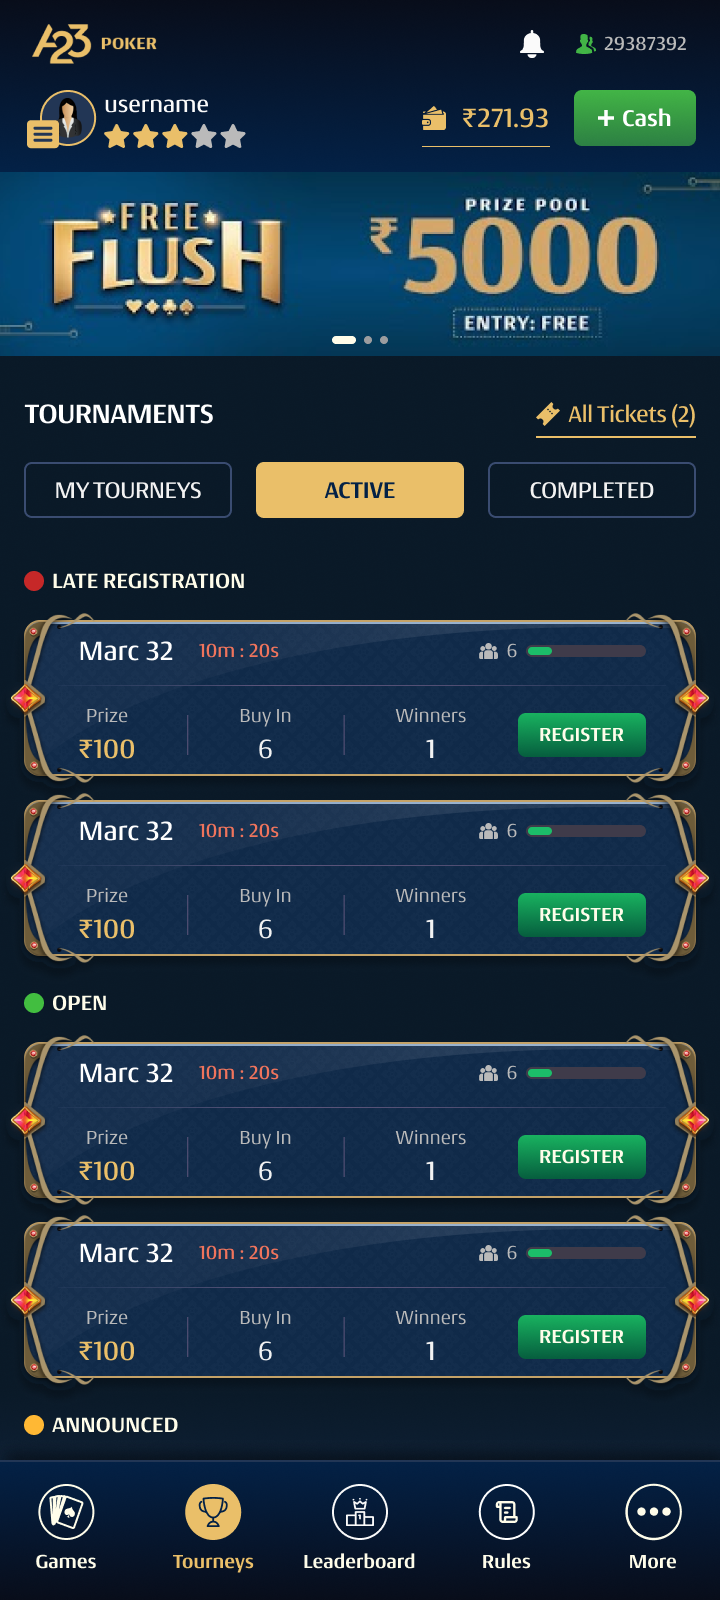 A23 POKER
29387392
username
₹271.93
+ Cash
FREE
FLUSH
PRIZE POOL
₹5000
ENTRY: FREE
TOURNAMENTS
All Tickets (2)
MY TOURNEYS ACTIVE COMPLETED
LATE REGISTRATION
Marc 32 10m : 20s 6
Prize Buy In Winners
₹100 6 1 REGISTER
Marc 32 10m : 20s 6
Prize Buy In Winners
₹100 6 1 REGISTER
OPEN
Marc 32 10m : 20s 6
Prize Buy In Winners
₹100 6 1 REGISTER
Marc 32 10m : 20s 6
Prize Buy In Winners
₹100 6 1 REGISTER
ANNOUNCED
Games Tourneys Leaderboard Rules More